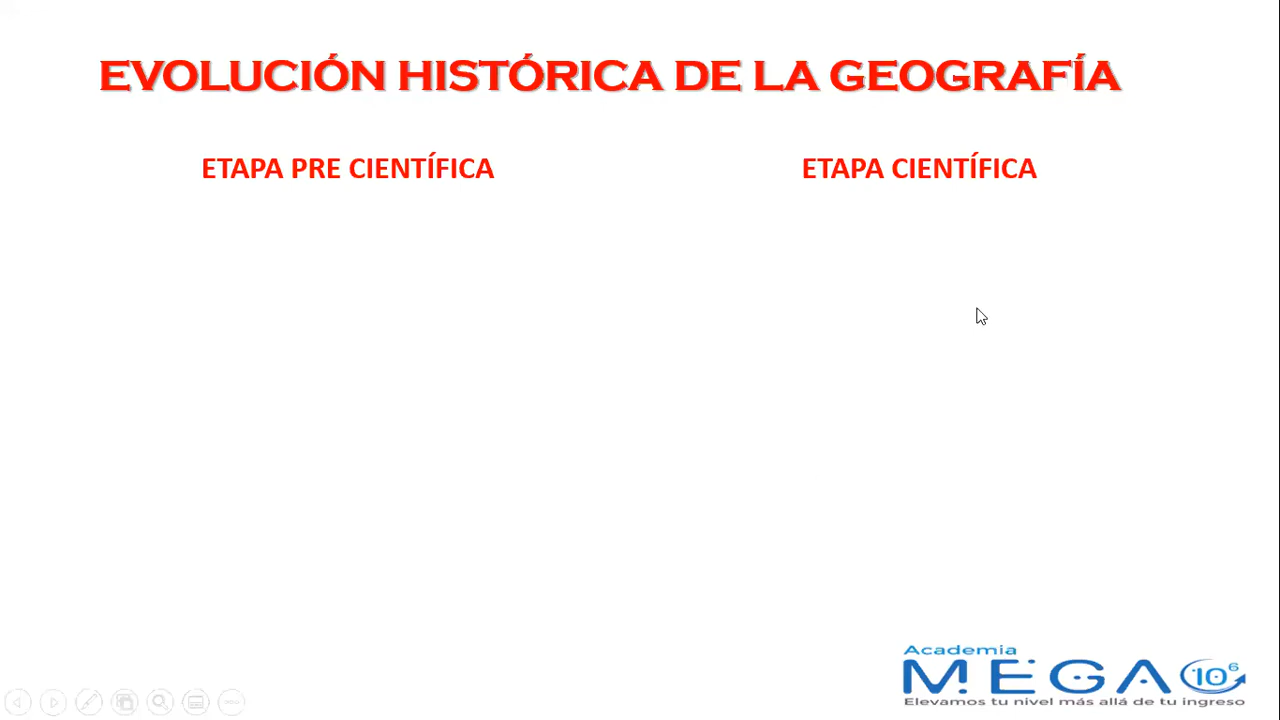 EVOLUCIÓN HISTÓRICA DE LA GEOGRAFÍA
ETAPA PRE CIENTÍFICA
ETAPA CIENTÍFICA
Academia
MEGA 10⁶
Elevamos tu nivel más allá de tu ingreso